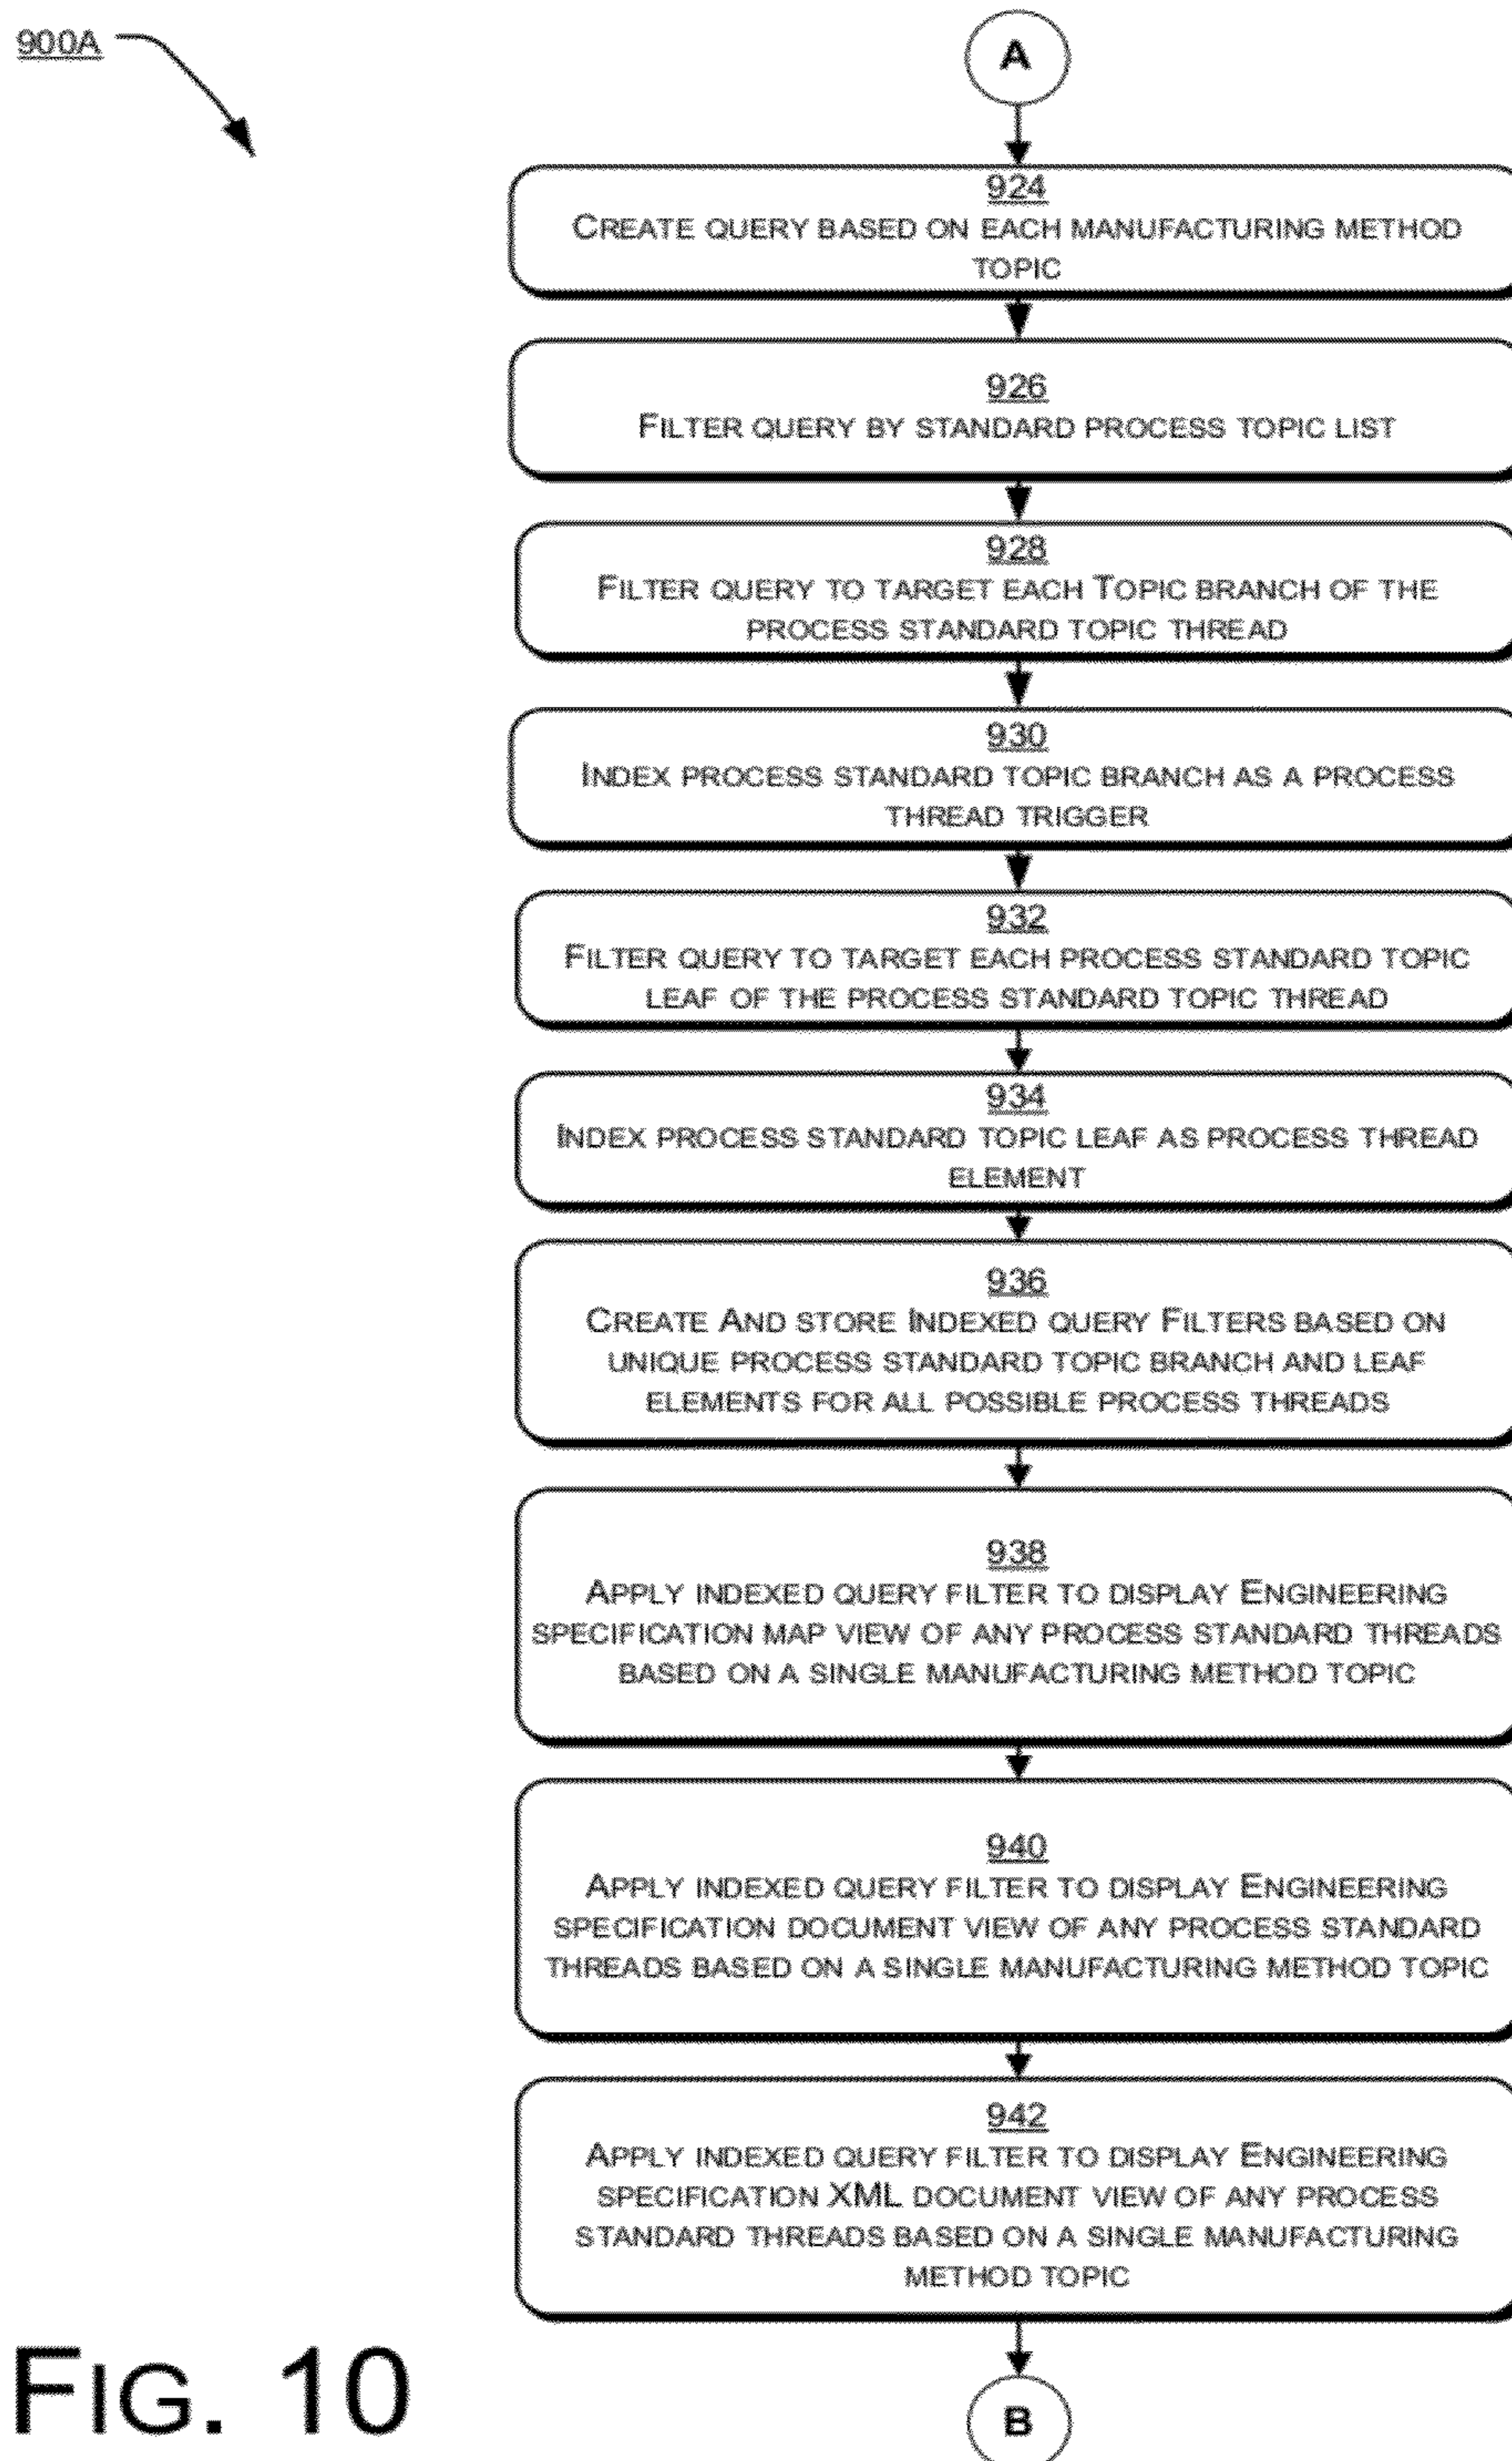 900A
A
924
CREATE QUERY BASED ON EACH MANUFACTURING METHOD
TOPIC
926
FILTER QUERY BY STANDARD PROCESS TOPIC LIST
928
FILTER QUERY TO TARGET EACH TOPIC BRANCH OF THE
PROCESS STANDARD TOPIC THREAD
930
INDEX PROCESS STANDARD TOPIC BRANCH AS A PROCESS
THREAD TRIGGER
932
FILTER QUERY TO TARGET EACH PROCESS STANDARD TOPIC
LEAF OF THE PROCESS STANDARD TOPIC THREAD
934
INDEX PROCESS STANDARD TOPIC LEAF AS PROCESS THREAD
ELEMENT
936
CREATE AND STORE INDEXED QUERY FILTERS BASED ON
UNIQUE PROCESS STANDARD TOPIC BRANCH AND LEAF
ELEMENTS FOR ALL POSSIBLE PROCESS THREADS
938
APPLY INDEXED QUERY FILTER TO DISPLAY ENGINEERING
SPECIFICATION MAP VIEW OF ANY PROCESS STANDARD THREADS
BASED ON A SINGLE MANUFACTURING METHOD TOPIC
940
APPLY INDEXED QUERY FILTER TO DISPLAY ENGINEERING
SPECIFICATION DOCUMENT VIEW OF ANY PROCESS STANDARD
THREADS BASED ON A SINGLE MANUFACTURING METHOD TOPIC
942
APPLY INDEXED QUERY FILTER TO DISPLAY ENGINEERING
SPECIFICATION XML DOCUMENT VIEW OF ANY PROCESS
STANDARD THREADS BASED ON A SINGLE MANUFACTURING
METHOD TOPIC
B
FIG. 10